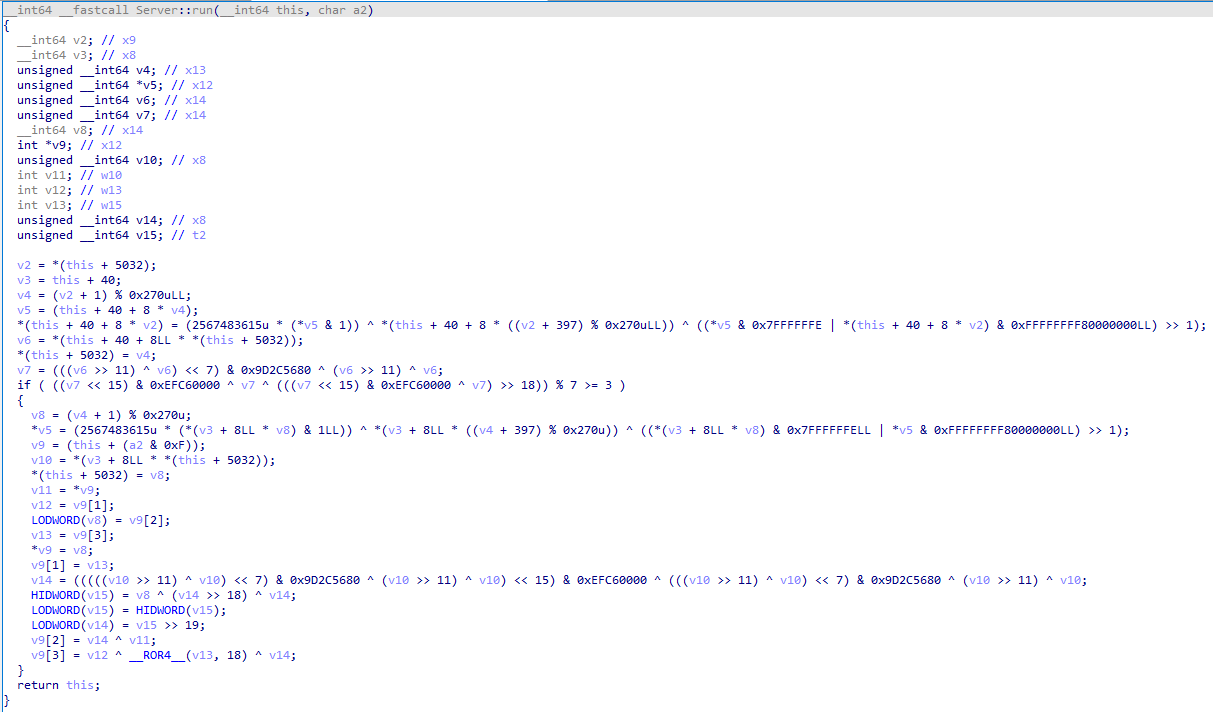 __int64 __fastcall Server::run(__int64 this, char a2)
{
  __int64 v2; // x9
  __int64 v3; // x8
  unsigned __int64 v4; // x13
  unsigned __int64 *v5; // x12
  unsigned __int64 v6; // x14
  unsigned __int64 v7; // x14
  __int64 v8; // x14
  int *v9; // x12
  unsigned __int64 v10; // x8
  int v11; // w10
  int v12; // w13
  int v13; // w15
  unsigned __int64 v14; // x8
  unsigned __int64 v15; // t2
  v2 = *(this + 5032);
  v3 = this + 40;
  v4 = (v2 + 1) % 0x270uLL;
  v5 = (this + 40 + 8 * v4);
  *(this + 40 + 8 * v2) = (2567483615u * (*v5 & 1)) ^ *(this + 40 + 8 * ((v2 + 397) % 0x270uLL)) ^ ((*v5 & 0x7FFFFFFE | *(this + 40 + 8 * v2) & 0xFFFFFFFF80000000LL) >> 1);
  v6 = *(this + 40 + 8LL * *(this + 5032));
  *(this + 5032) = v4;
  v7 = (((v6 >> 11) ^ v6) << 7) & 0x9D2C5680 ^ (v6 >> 11) ^ v6;
  if ( ((v7 << 15) & 0xEFC60000 ^ v7 ^ (((v7 << 15) & 0xEFC60000 ^ v7) >> 18)) % 7 >= 3 )
  {
    v8 = (v4 + 1) % 0x270u;
    *v5 = (2567483615u * (*(v3 + 8LL * v8) & 1LL)) ^ *(v3 + 8LL * ((v4 + 397) % 0x270u)) ^ ((*(v3 + 8LL * v8) & 0x7FFFFFFELL | *v5 & 0xFFFFFFFF80000000LL) >> 1);
    v9 = (this + (a2 & 0xF));
    v10 = *(v3 + 8LL * *(this + 5032));
    *(this + 5032) = v8;
    v11 = *v9;
    v12 = v9[1];
    LODWORD(v8) = v9[2];
    v13 = v9[3];
    *v9 = v8;
    v9[1] = v13;
    v14 = (((((v10 >> 11) ^ v10) << 7) & 0x9D2C5680 ^ (v10 >> 11) ^ v10) << 15) & 0xEFC60000 ^ (((v10 >> 11) ^ v10) << 7) & 0x9D2C5680 ^ (v10 >> 11) ^ v10;
    HIDWORD(v15) = v8 ^ (v14 >> 18) ^ v14;
    LODWORD(v15) = HIDWORD(v15);
    LODWORD(v14) = v15 >> 19;
    v9[2] = v14 ^ v11;
    v9[3] = v12 ^ __ROR4__(v13, 18) ^ v14;
  }
  return this;
}